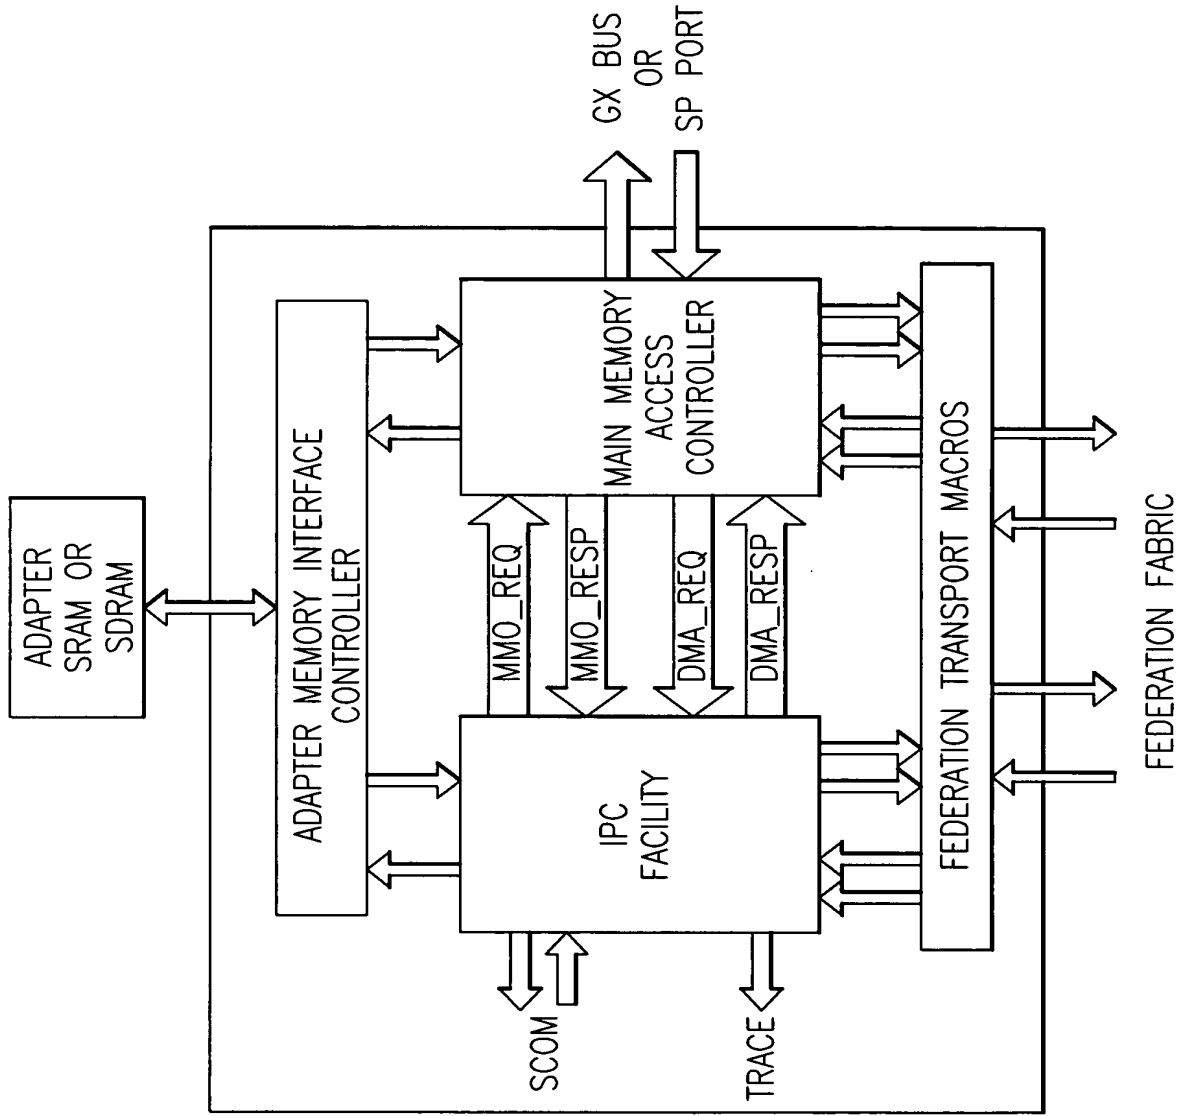 ADAPTER
SRAM OR
SDRAM
ADAPTER MEMORY INTERFACE
CONTROLLER
GX BUS
OR
SP PORT
MAIN MEMORY
ACCESS
CONTROLLER
MMO_REQ
MMO_RESP
DMA_REQ
DMA_RESP
IPC
FACILITY
SCOM
TRACE
FEDERATION TRANSPORT MACROS
FEDERATION FABRIC